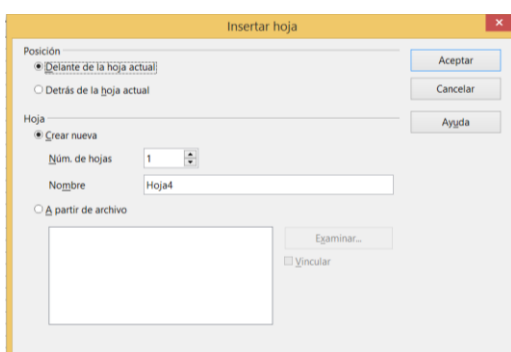 Insertar hoja
Posición
Delante de la hoja actual
Detrás de la hoja actual
Aceptar
Cancelar
Ayuda
Hoja
Crear nueva
Núm. de hojas 1
Nombre Hoja4
A partir de archivo
Examinar...
Vincular